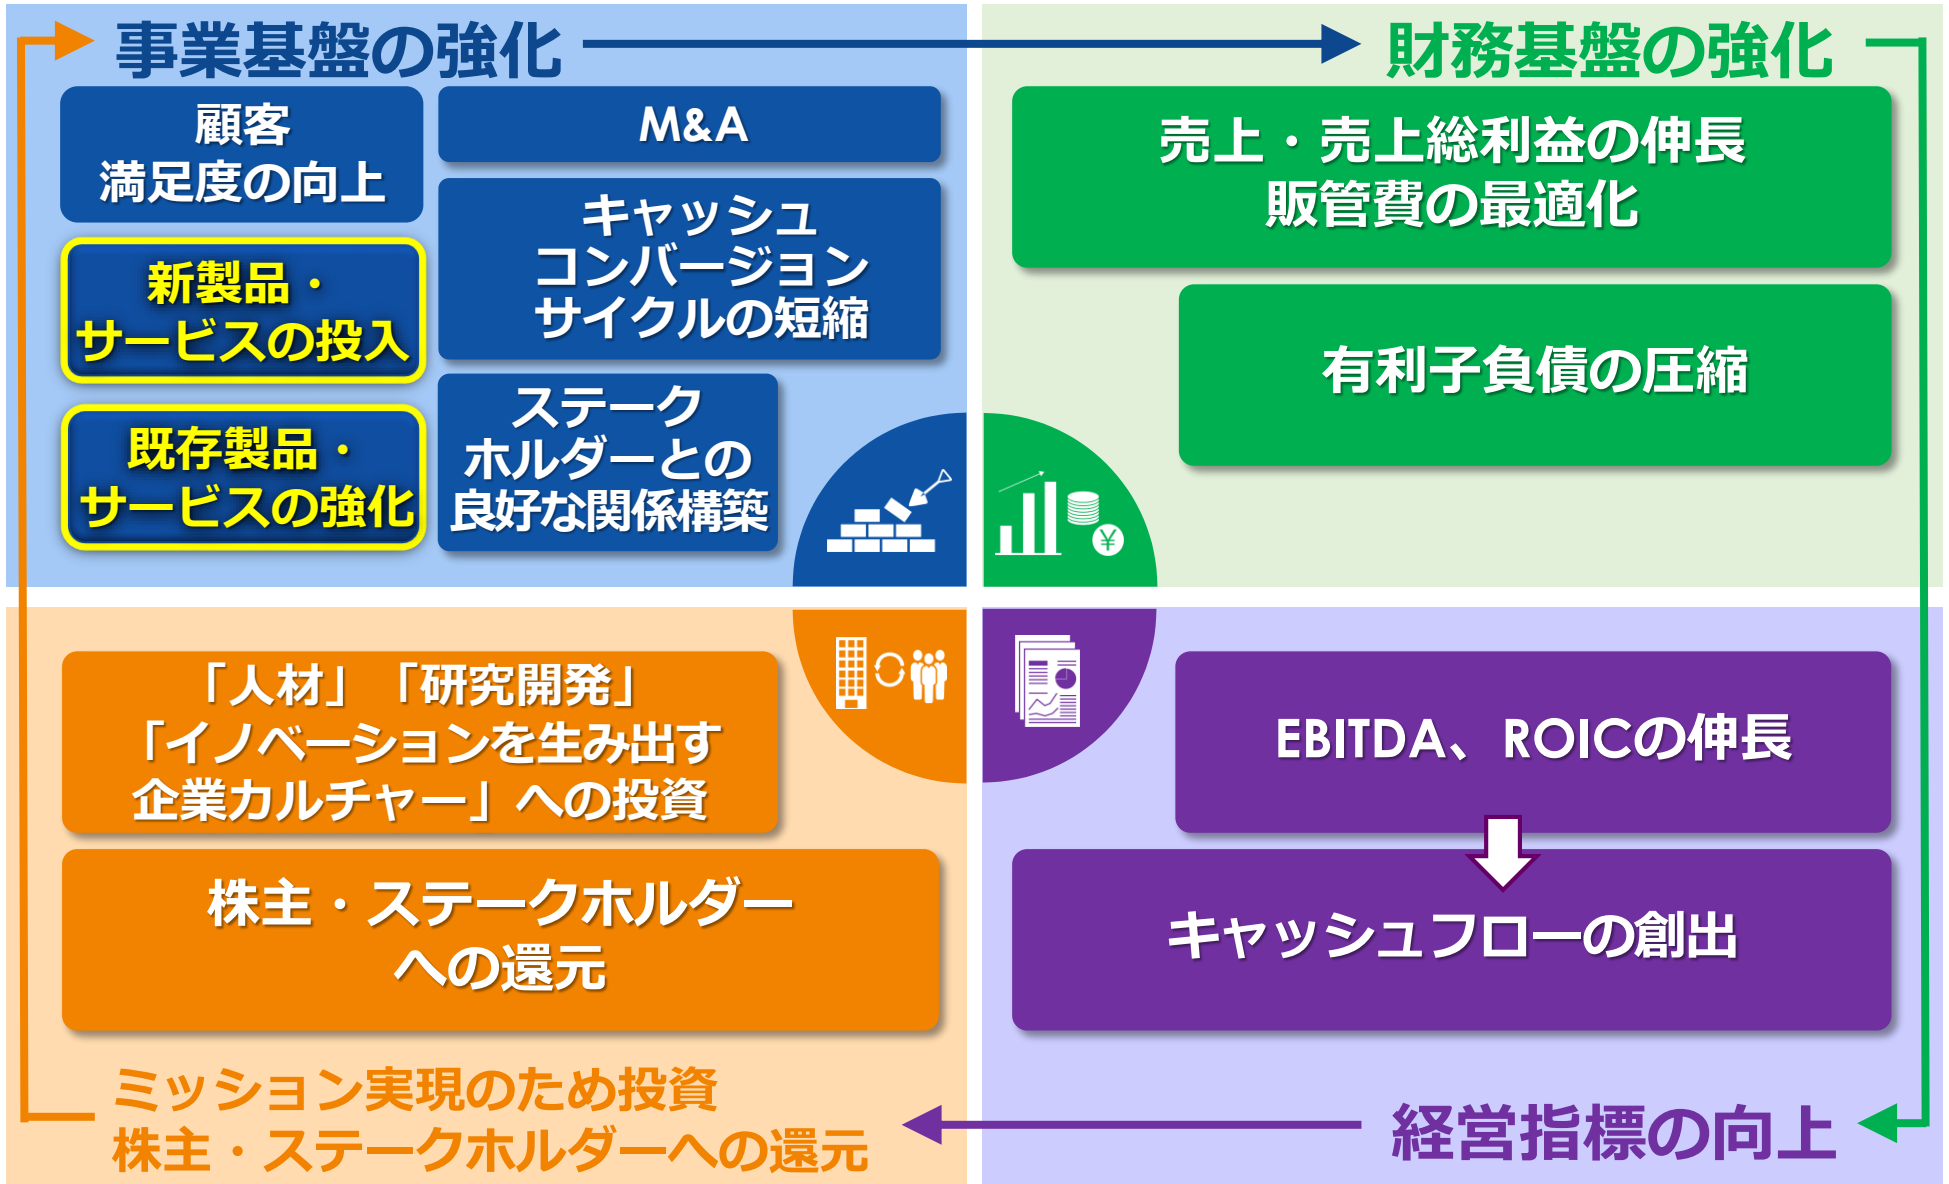 事業基盤の強化
顧客
満足度の向上
新製品・
サービスの投入
既存製品・
サービスの強化
M&A
キャッシュ
コンバージョン
サイクルの短縮
ステーク
ホルダーとの
良好な関係構築
財務基盤の強化
売上・売上総利益の伸長
販管費の最適化
有利子負債の圧縮
¥
「人材」「研究開発」
「イノベーションを生み出す
企業カルチャー」への投資
株主・ステークホルダー
への還元
ミッション実現のため投資
株主・ステークホルダーへの還元
EBITDA、ROICの伸長
キャッシュフローの創出
経営指標の向上